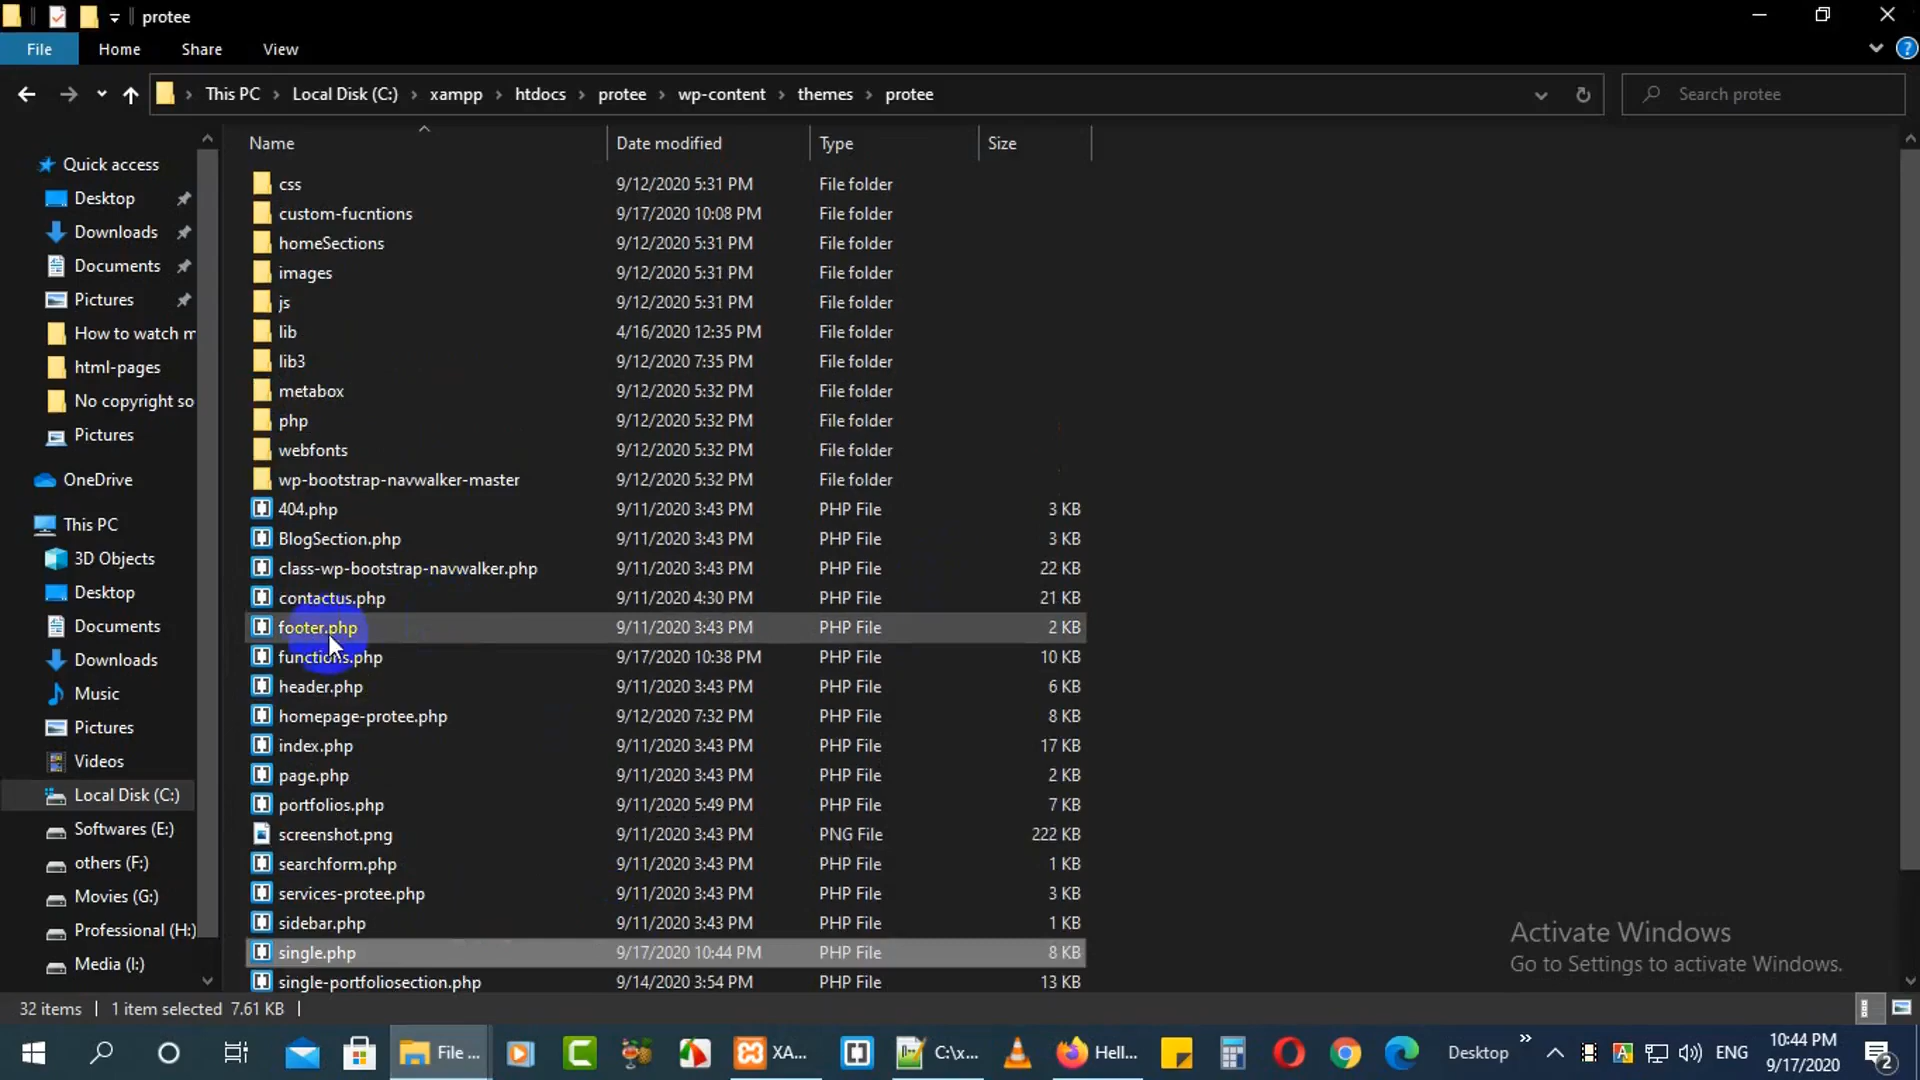 protee
File Home Share View
This PC Local Disk (C:) xampp htdocs protee wp-content themes protee Search protee
Name Date modified Type Size
Quick access
Desktop
Downloads
Documents
Pictures
How to watch m
html-pages
No copyright so
Pictures
OneDrive
This PC
3D Objects
Desktop
Documents
Downloads
Music
Pictures
Videos
Local Disk (C:)
Softwares (E:)
others (F:)
Movies (G:)
Professional (H:)
Media (I:)
css 9/12/2020 5:31 PM File folder
custom-fucntions 9/17/2020 10:08 PM File folder
homeSections 9/12/2020 5:31 PM File folder
images 9/12/2020 5:31 PM File folder
js 9/12/2020 5:31 PM File folder
lib 4/16/2020 12:35 PM File folder
lib3 9/12/2020 7:35 PM File folder
metabox 9/12/2020 5:32 PM File folder
php 9/12/2020 5:32 PM File folder
webfonts 9/12/2020 5:32 PM File folder
wp-bootstrap-navwalker-master 9/12/2020 5:32 PM File folder
404.php 9/11/2020 3:43 PM PHP File 3 KB
BlogSection.php 9/11/2020 3:43 PM PHP File 3 KB
class-wp-bootstrap-navwalker.php 9/11/2020 3:43 PM PHP File 22 KB
contactus.php 9/11/2020 4:30 PM PHP File 21 KB
footer.php 9/11/2020 3:43 PM PHP File 2 KB
functions.php 9/17/2020 10:38 PM PHP File 10 KB
header.php 9/11/2020 3:43 PM PHP File 6 KB
homepage-protee.php 9/12/2020 7:32 PM PHP File 8 KB
index.php 9/11/2020 3:43 PM PHP File 17 KB
page.php 9/11/2020 3:43 PM PHP File 2 KB
portfolios.php 9/11/2020 5:49 PM PHP File 7 KB
screenshot.png 9/11/2020 3:43 PM PNG File 222 KB
searchform.php 9/11/2020 3:43 PM PHP File 1 KB
services-protee.php 9/11/2020 3:43 PM PHP File 3 KB
sidebar.php 9/11/2020 3:43 PM PHP File 1 KB
single.php 9/17/2020 10:44 PM PHP File 8 KB
single-portfoliosection.php 9/14/2020 3:54 PM PHP File 13 KB
Activate Windows
Go to Settings to activate Windows.
32 items 1 item selected 7.61 KB
File ... XA... C:\x... Hell... Desktop ENG 10:44 PM
9/17/2020 2